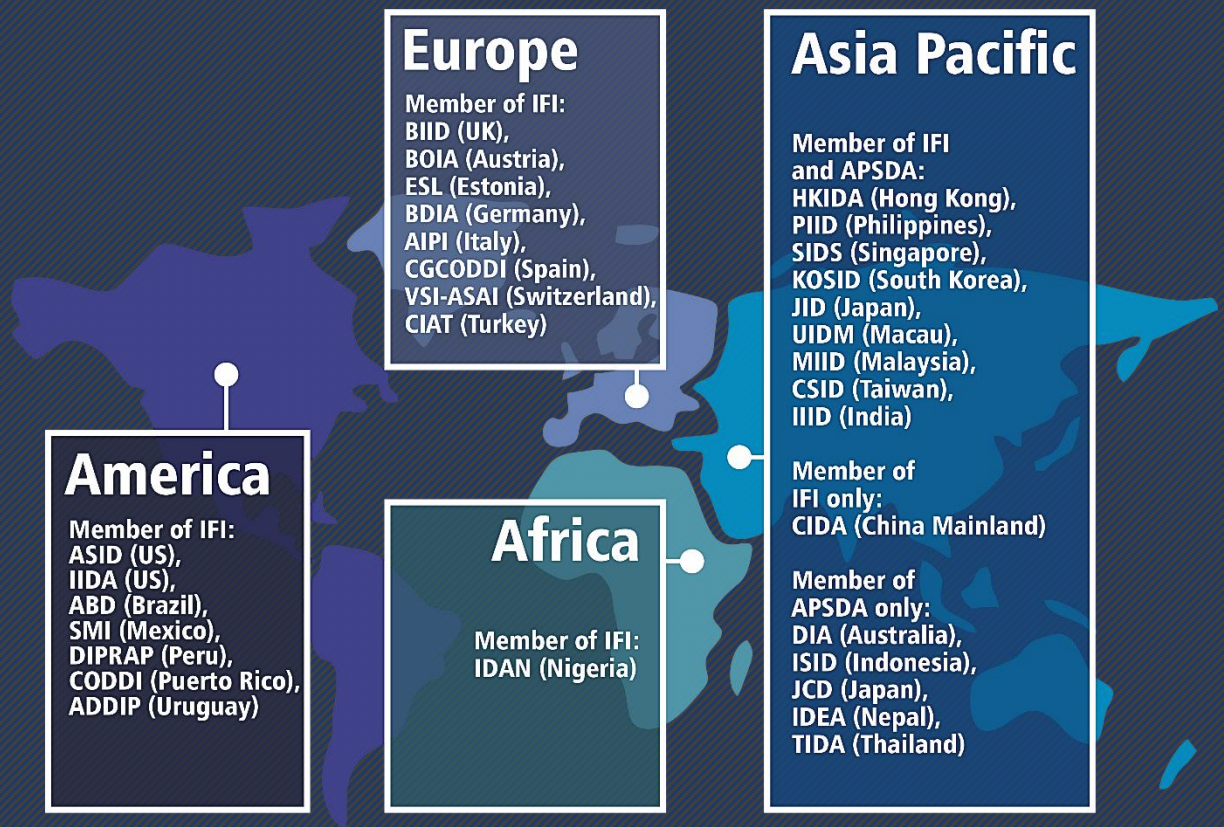 Europe
Member of IFI:
BIID (UK),
BOIA (Austria),
ESL (Estonia),
BDIA (Germany),
AIPI (Italy),
CGCODDI (Spain),
VSI-ASAI (Switzerland),
CIAT (Turkey)
Asia Pacific
Member of IFI
and APSDA:
HKIDA (Hong Kong),
PIID (Philippines),
SIDS (Singapore),
KOSID (South Korea),
JID (Japan),
UIDM (Macau),
MIID (Malaysia),
CSID (Taiwan),
IIID (India)
Member of
IFI only:
CIDA (China Mainland)
Member of
APSDA only:
DIA (Australia),
ISID (Indonesia),
JCD (Japan),
IDEA (Nepal),
TIDA (Thailand)
America
Member of IFI:
ASID (US),
IIDA (US),
ABD (Brazil),
SMI (Mexico),
DIPRAP (Peru),
CODDI (Puerto Rico),
ADDIP (Uruguay)
Africa
Member of IFI:
IDAN (Nigeria)